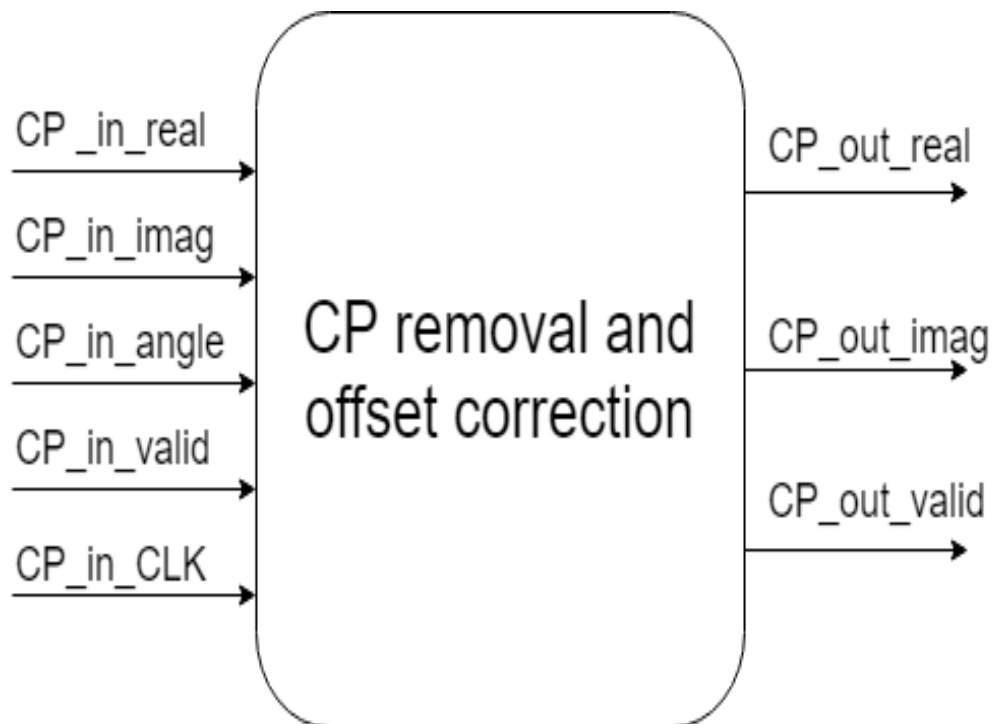 CP _in_real
CP_in_imag
CP_in_angle
CP_in_valid
CP_in_CLK
CP removal and
offset correction
CP_out_real
CP_out_imag
CP_out_valid